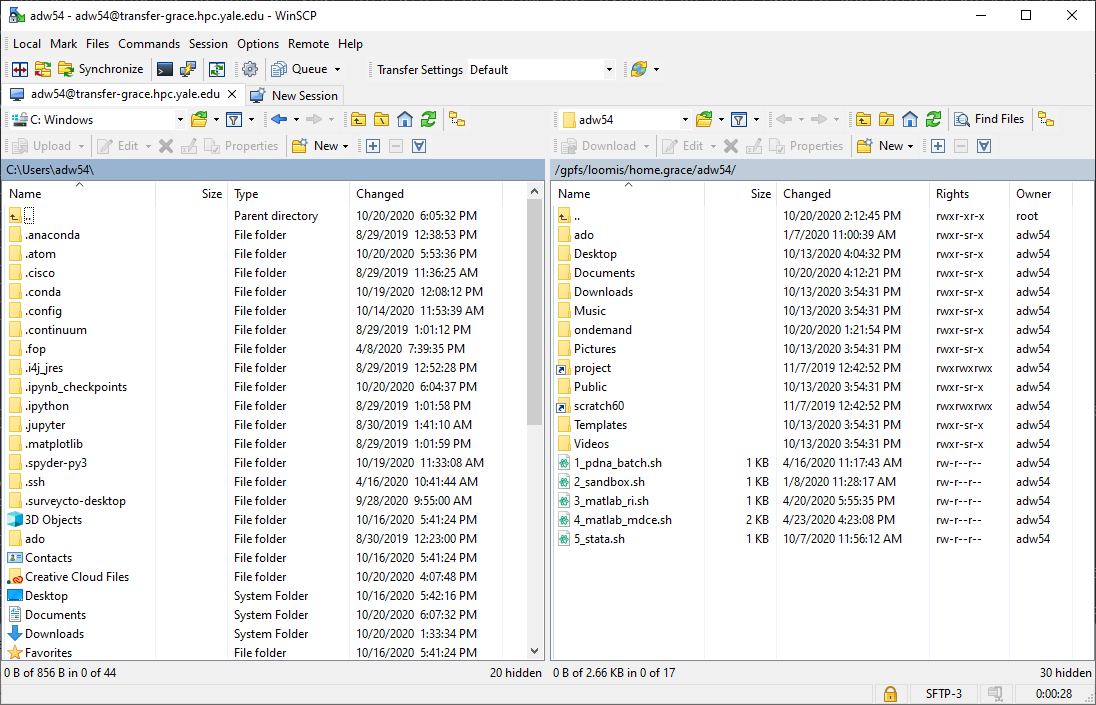 adw54 - adw54@transfer-grace.hpc.yale.edu - WinSCP
Local Mark Files Commands Session Options Remote Help
Synchronize Queue Transfer Settings Default
adw54@transfer-grace.hpc.yale.edu New Session
C: Windows
Upload Edit Properties New
C:\Users\adw54\
Name Size Type Changed
.. Parent directory 10/20/2020 6:05:32 PM
.anaconda File folder 8/29/2019 12:38:53 PM
.atom File folder 10/20/2020 5:53:36 PM
.cisco File folder 8/29/2019 11:36:25 AM
.conda File folder 10/19/2020 12:08:12 PM
.config File folder 10/14/2020 11:53:39 AM
.continuum File folder 8/29/2019 1:01:12 PM
.fop File folder 4/8/2020 7:39:35 PM
.i4j_jres File folder 8/29/2019 12:52:28 PM
.ipynb_checkpoints File folder 10/20/2020 6:04:37 PM
.ipython File folder 8/29/2019 1:01:58 PM
.jupyter File folder 8/30/2019 1:41:10 AM
.matplotlib File folder 8/29/2019 1:01:59 PM
.spyder-py3 File folder 10/19/2020 11:33:08 AM
.ssh File folder 4/16/2020 10:41:44 AM
.surveycto-desktop File folder 9/28/2020 9:55:00 AM
3D Objects File folder 10/16/2020 5:41:24 PM
ado File folder 8/30/2019 12:23:00 PM
Contacts File folder 10/16/2020 5:41:24 PM
Creative Cloud Files File folder 10/20/2020 4:07:48 PM
Desktop System Folder 10/16/2020 5:42:16 PM
Documents System Folder 10/20/2020 6:07:32 PM
Downloads System Folder 10/20/2020 1:33:34 PM
Favorites File folder 10/16/2020 5:41:24 PM
0 B of 856 B in 0 of 44 20 hidden
adw54 Find Files
Download Edit Properties New
/gpfs/loomis/home.grace/adw54/
Name Size Changed Rights Owner
.. 10/20/2020 2:12:45 PM rwxr-xr-x root
ado 1/7/2020 11:00:39 AM rwxr-sr-x adw54
Desktop 10/13/2020 4:04:32 PM rwxr-sr-x adw54
Documents 10/20/2020 4:12:21 PM rwxr-sr-x adw54
Downloads 10/13/2020 3:54:31 PM rwxr-sr-x adw54
Music 10/13/2020 3:54:31 PM rwxr-sr-x adw54
ondemand 10/20/2020 1:21:54 PM rwxr-sr-x adw54
Pictures 10/13/2020 3:54:31 PM rwxr-sr-x adw54
project 11/7/2019 12:42:52 PM rwxrwxrwx adw54
Public 10/13/2020 3:54:31 PM rwxr-sr-x adw54
scratch60 11/7/2019 12:42:52 PM rwxrwxrwx adw54
Templates 10/13/2020 3:54:31 PM rwxr-sr-x adw54
Videos 10/13/2020 3:54:31 PM rwxr-sr-x adw54
1_pdna_batch.sh 1 KB 4/16/2020 11:17:43 AM rw-r--r-- adw54
2_sandbox.sh 1 KB 1/8/2020 11:28:17 AM rw-r--r-- adw54
3_matlab_ri.sh 1 KB 4/20/2020 5:55:35 PM rw-r--r-- adw54
4_matlab_mdce.sh 2 KB 4/23/2020 4:23:08 PM rw-r--r-- adw54
5_stata.sh 1 KB 10/7/2020 11:56:12 AM rw-r--r-- adw54
0 B of 2.66 KB in 0 of 17 30 hidden
SFTP-3 0:00:28